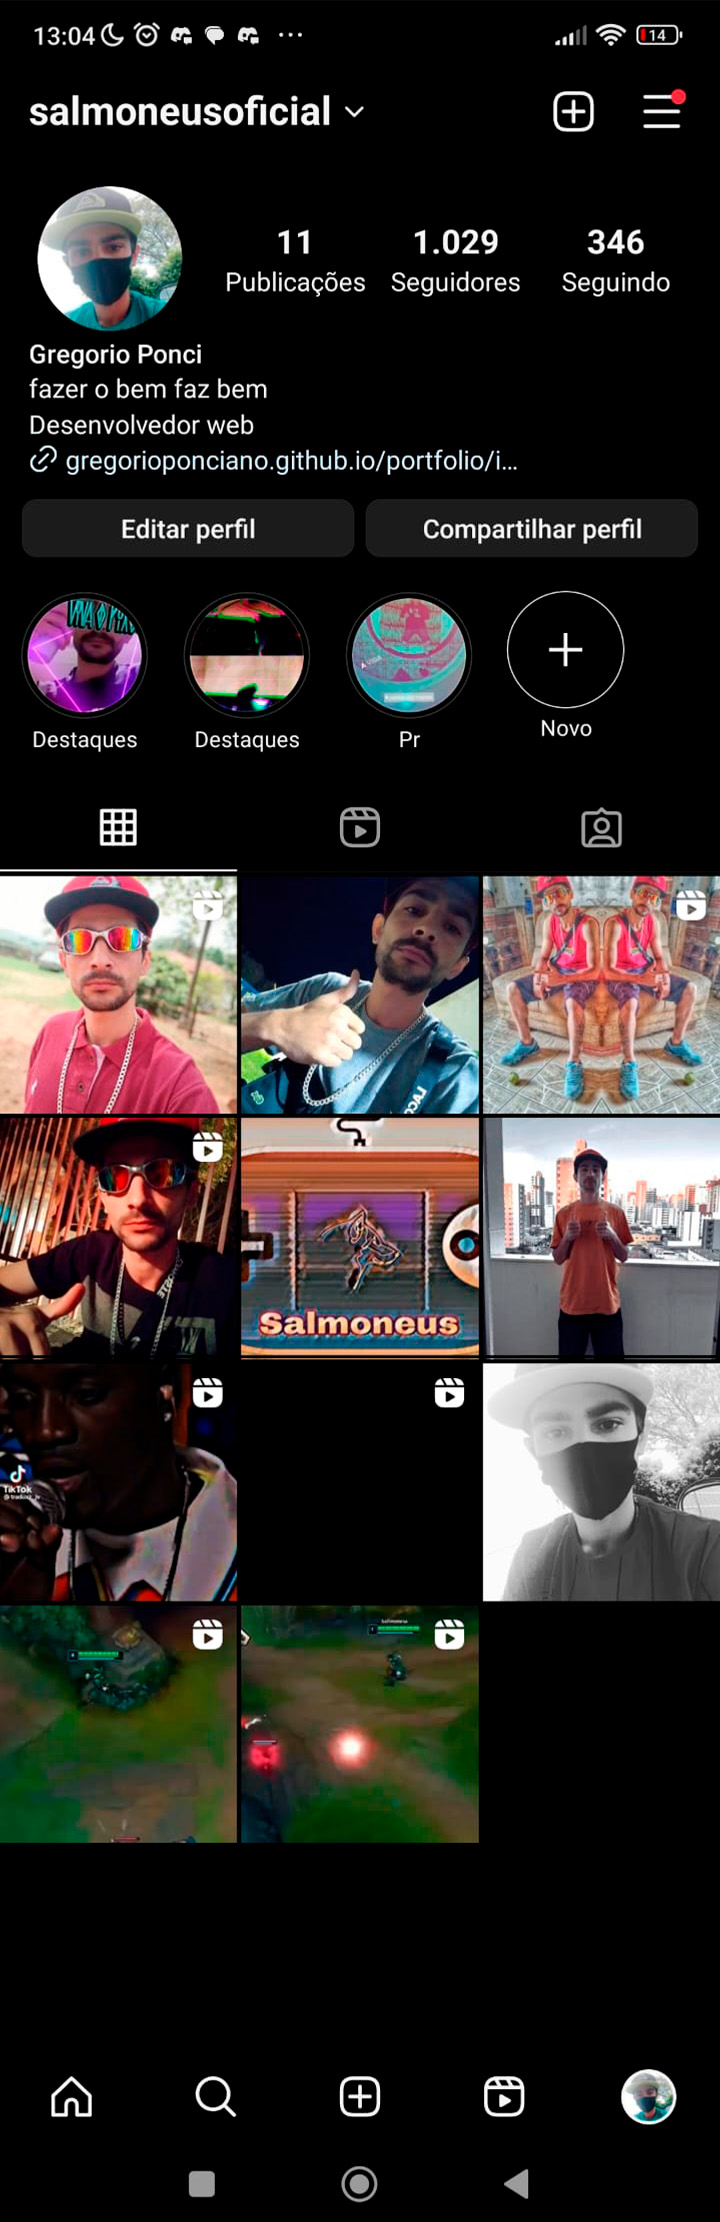 13:04
14
salmoneusoficial
11
1.029
346
Publicações
Seguidores
Seguindo
Gregorio Ponci
fazer o bem faz bem
Desenvolvedor web
gregorioponciano.github.io/portfolio/i...
Editar perfil
Compartilhar perfil
Destaques
Destaques
Pr
Novo
LACO
Salmoneus
TikTok